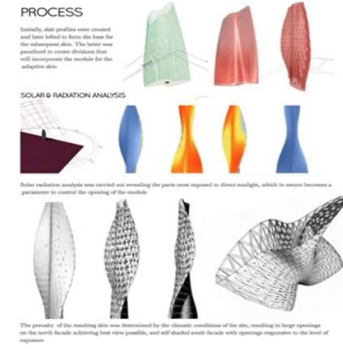 PROCESS
Initially, slab profiles were created
and later lofted to form the base for
the subsequent skin. The latter was
panelized to create divisions that
will incorporate the module for the
.adaptive skin
SOLAR & RADIATION ANALYSIS
Solar radiation analysis was carried out revealing the parts most exposed to direct sunlight, which in return becomes a
.parameter to control the opening of the module
The porosity of the resulting skin was determined by the climatic conditions of the site, resulting in large openings
on the north facade achieving best view possible, and self shaded south facade with openings responsive to the level of
exposure